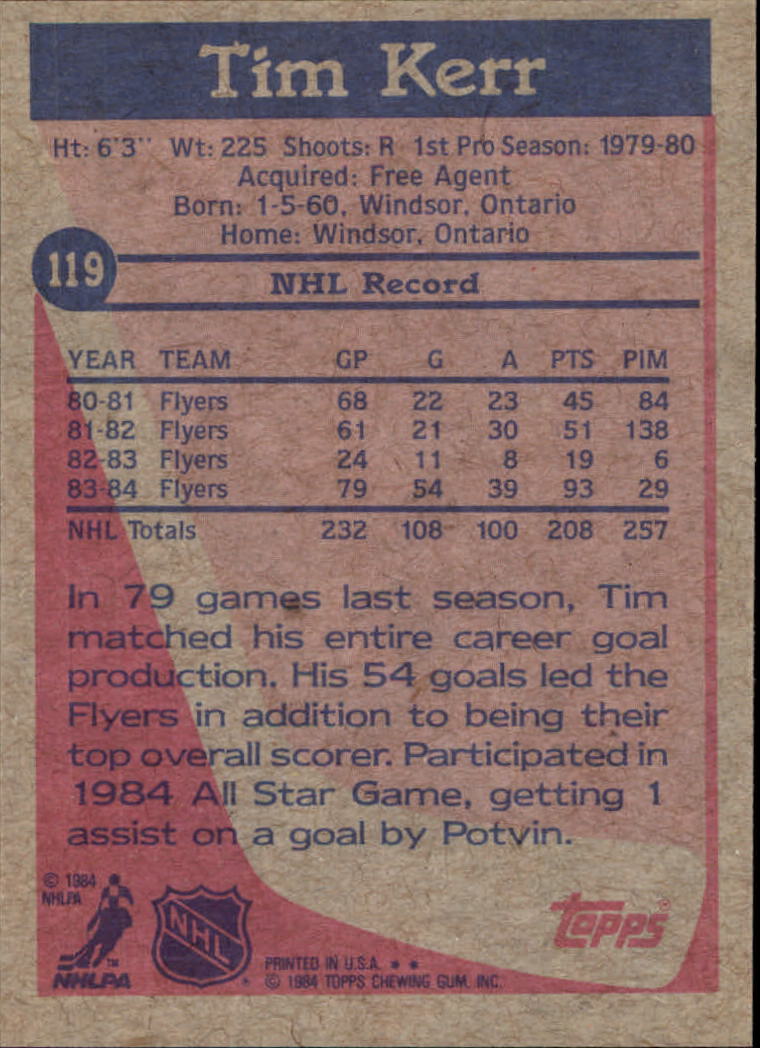 Tim Kerr
Ht: 6'3" Wt: 225 Shoots: R 1st Pro Season: 1979-80
Acquired: Free Agent
Born: 1-5-60, Windsor, Ontario
Home: Windsor, Ontario
119
NHL Record
YEAR TEAM GP G A PTS PIM
80-81 Flyers 68 22 23 45 84
81-82 Flyers 61 21 30 51 138
82-83 Flyers 24 11 8 19 6
83-84 Flyers 79 54 39 93 29
NHL Totals 232 108 100 208 257
In 79 games last season, Tim
matched his entire career goal
production. His 54 goals led the
Flyers in addition to being their
top overall scorer. Participated in
1984 All Star Game, getting 1
assist on a goal by Potvin.
© 1984
NHLPA
NHLPA™
NHL
topps®
PRINTED IN U.S.A. * *
© 1984 TOPPS CHEWING GUM, INC.